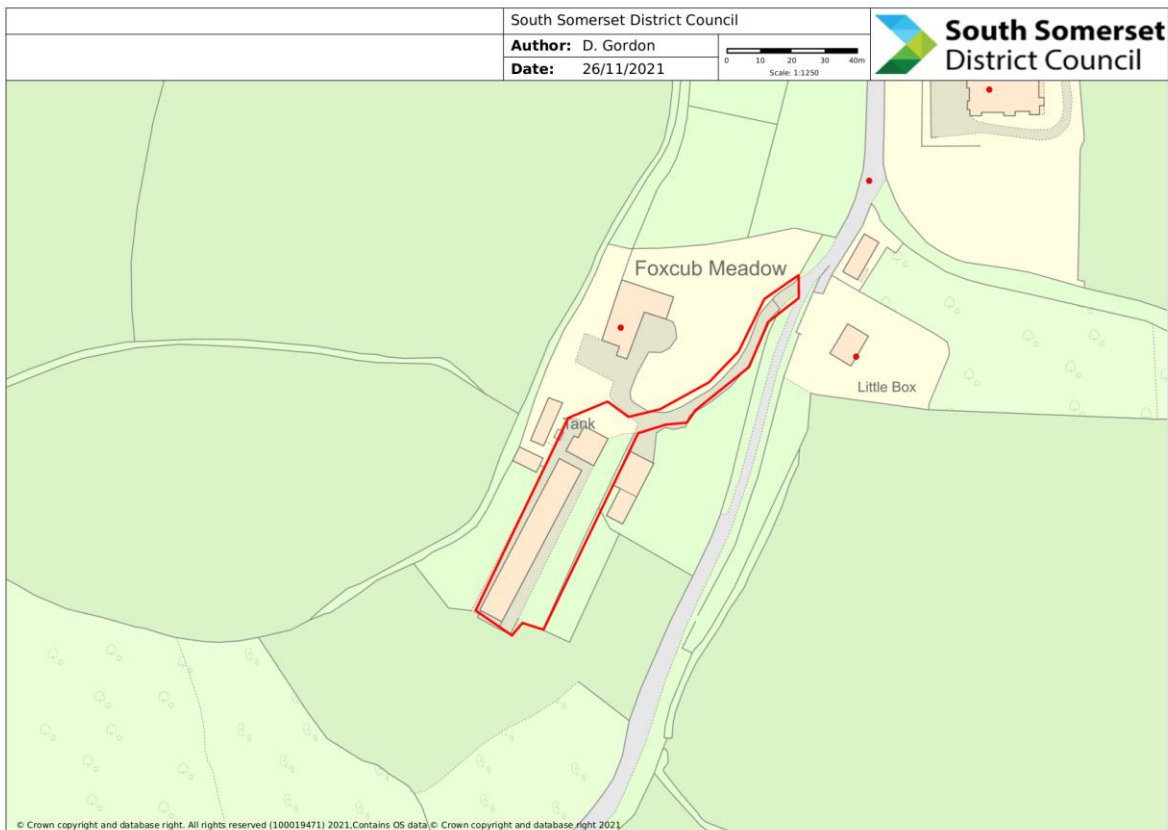 South Somerset District Council
Author: D. Gordon
Date: 26/11/2021
0 10 20 30 40m
Scale: 1:1250
South Somerset
District Council
Foxcub Meadow
Little Box
Tank
© Crown copyright and database right. All rights reserved (100019471) 2021,Contains OS data © Crown copyright and database right 2021